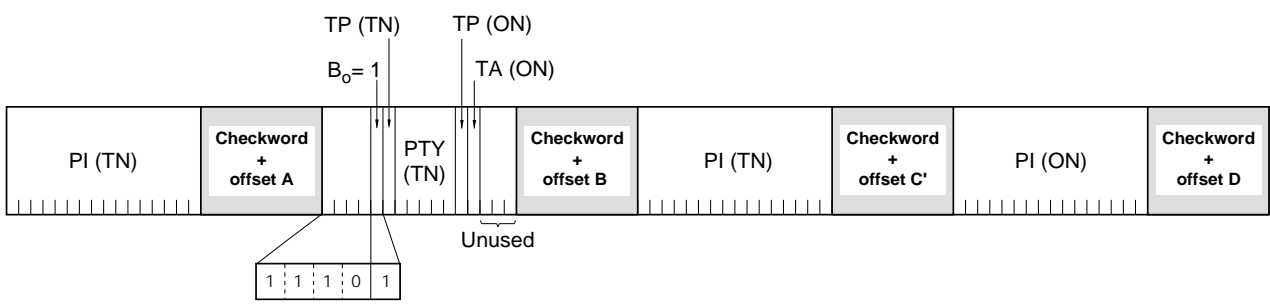 TP (TN) TP (ON)
Bo= 1 TA (ON)
PI (TN)
Checkword
+
offset A
PTY
(TN)
Checkword
+
offset B
PI (TN)
Checkword
+
offset C'
PI (ON)
Checkword
+
offset D
Unused
1 1 1 0 1